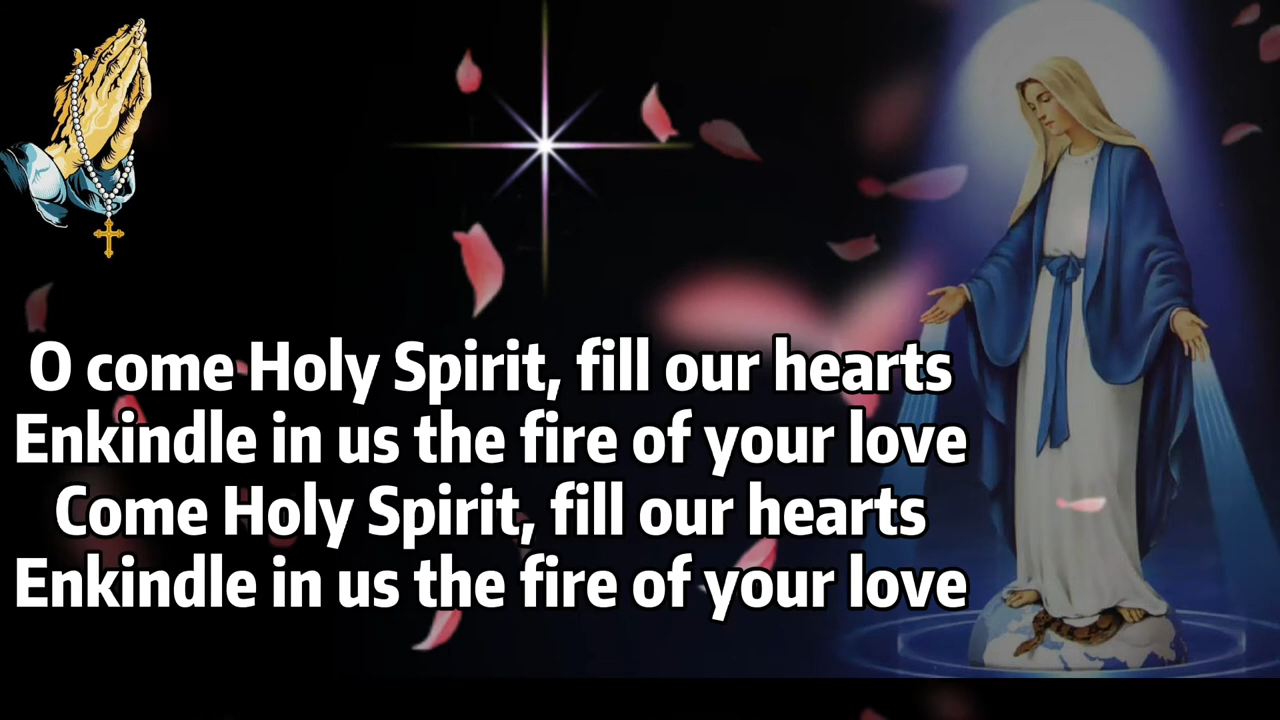 O come Holy Spirit, fill our hearts
Enkindle in us the fire of your love
Come Holy Spirit, fill our hearts
Enkindle in us the fire of your love